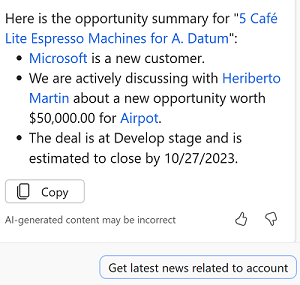 Here is the opportunity summary for "5 Café
Lite Espresso Machines for A. Datum":
• Microsoft is a new customer.
• We are actively discussing with Heriberto
Martin about a new opportunity worth
$50,000.00 for Airpot.
• The deal is at Develop stage and is
estimated to close by 10/27/2023.
Copy
AI-generated content may be incorrect
Get latest news related to account